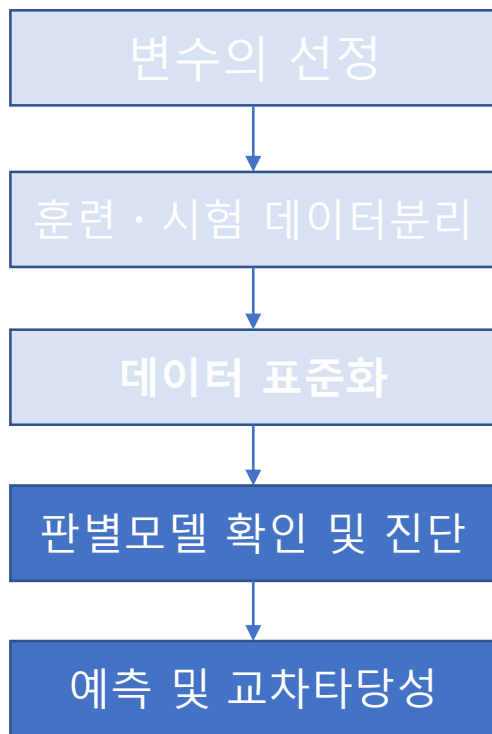 변수의 선정
훈련 · 시험 데이터분리
데이터 표준화
판별모델 확인 및 진단
예측 및 교차타당성